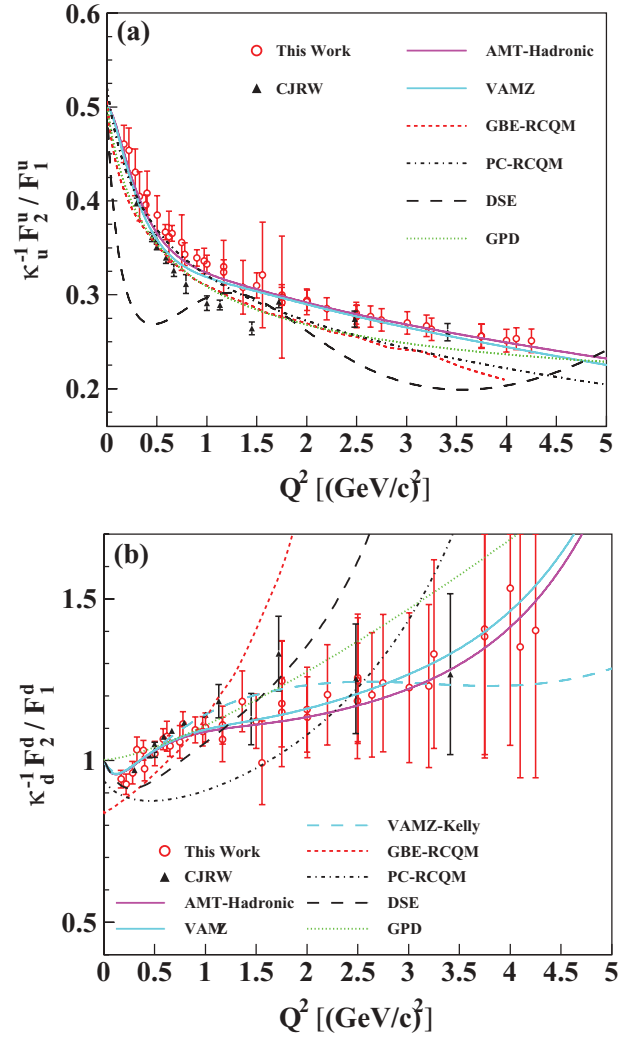 (a)
This Work
CJRW
AMT-Hadronic
VAMZ
GBE-RCQM
PC-RCQM
DSE
GPD
κ_u^-1 F_2^u / F_1^u
0.6
0.5
0.4
0.3
0.2
0 0.5 1 1.5 2 2.5 3 3.5 4 4.5 5
Q^2 [(GeV/c)^2]
(b)
κ_d^-1 F_2^d / F_1^d
1.5
1
0.5
This Work
CJRW
AMT-Hadronic
VAMZ
VAMZ-Kelly
GBE-RCQM
PC-RCQM
DSE
GPD
0 0.5 1 1.5 2 2.5 3 3.5 4 4.5 5
Q^2 [(GeV/c)^2]